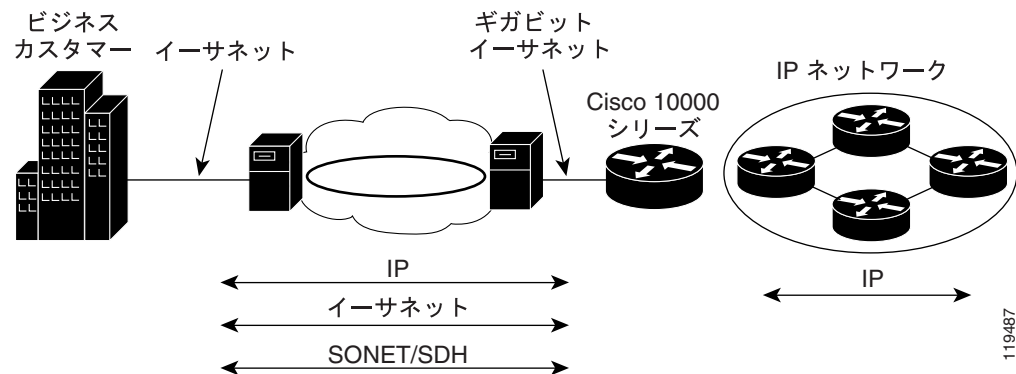 ビジネス
カスタマー
イーサネット
ギガビット
イーサネット
Cisco 10000
シリーズ
IP ネットワーク
IP
イーサネット
SONET/SDH
IP
119487